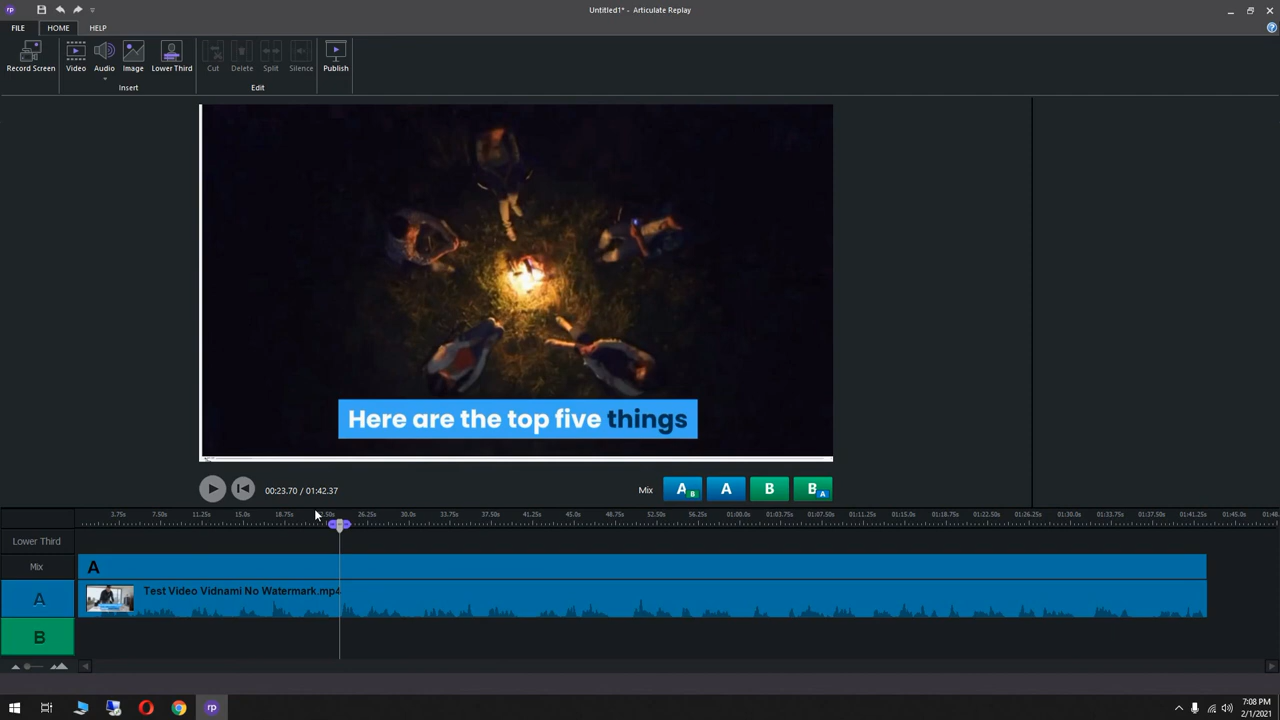 rp
Untitled1* - Articulate Replay
FILE
HOME
HELP
?
Record Screen
Video
Audio
Image
Lower Third
Cut
Delete
Split
Silence
Publish
Insert
Edit
Here are the top five things
00:23.70 / 01:42.37
Mix
A B
A
B
B A
3.75s 7.50s 11.25s 15.0s 18.75s 26.25s 30.0s 33.75s 37.50s 41.25s 45.0s 48.75s 52.50s 56.25s 01:00.0s 01:03.75s 01:07.50s 01:11.25s 01:15.0s 01:18.75s 01:22.50s 01:26.25s 01:30.0s 01:33.75s 01:37.50s 01:41.25s 01:45.0s
Lower Third
Mix
A
A
Test Video Vidnami No Watermark.mp4
B
rp
7:08 PM
2/1/2021